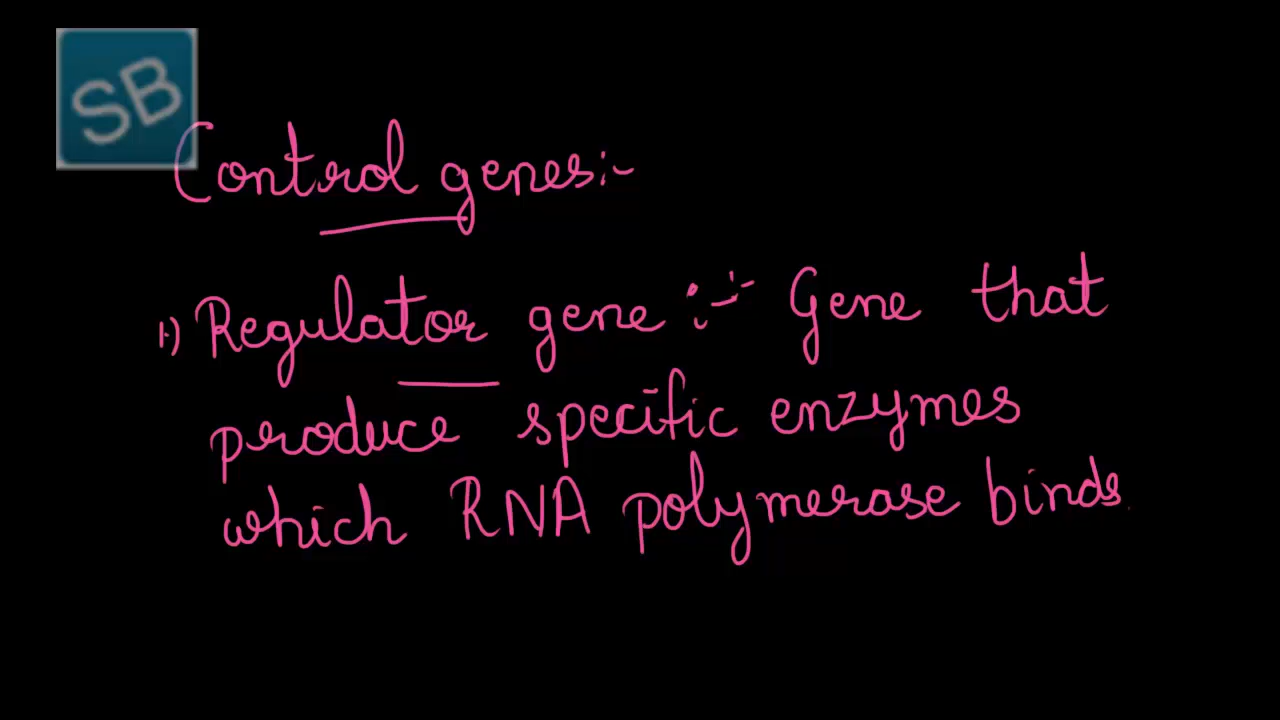 SB
Control genes:-
1.) Regulator gene :- Gene that
produce specific enzymes
which RNA polymerase binds.